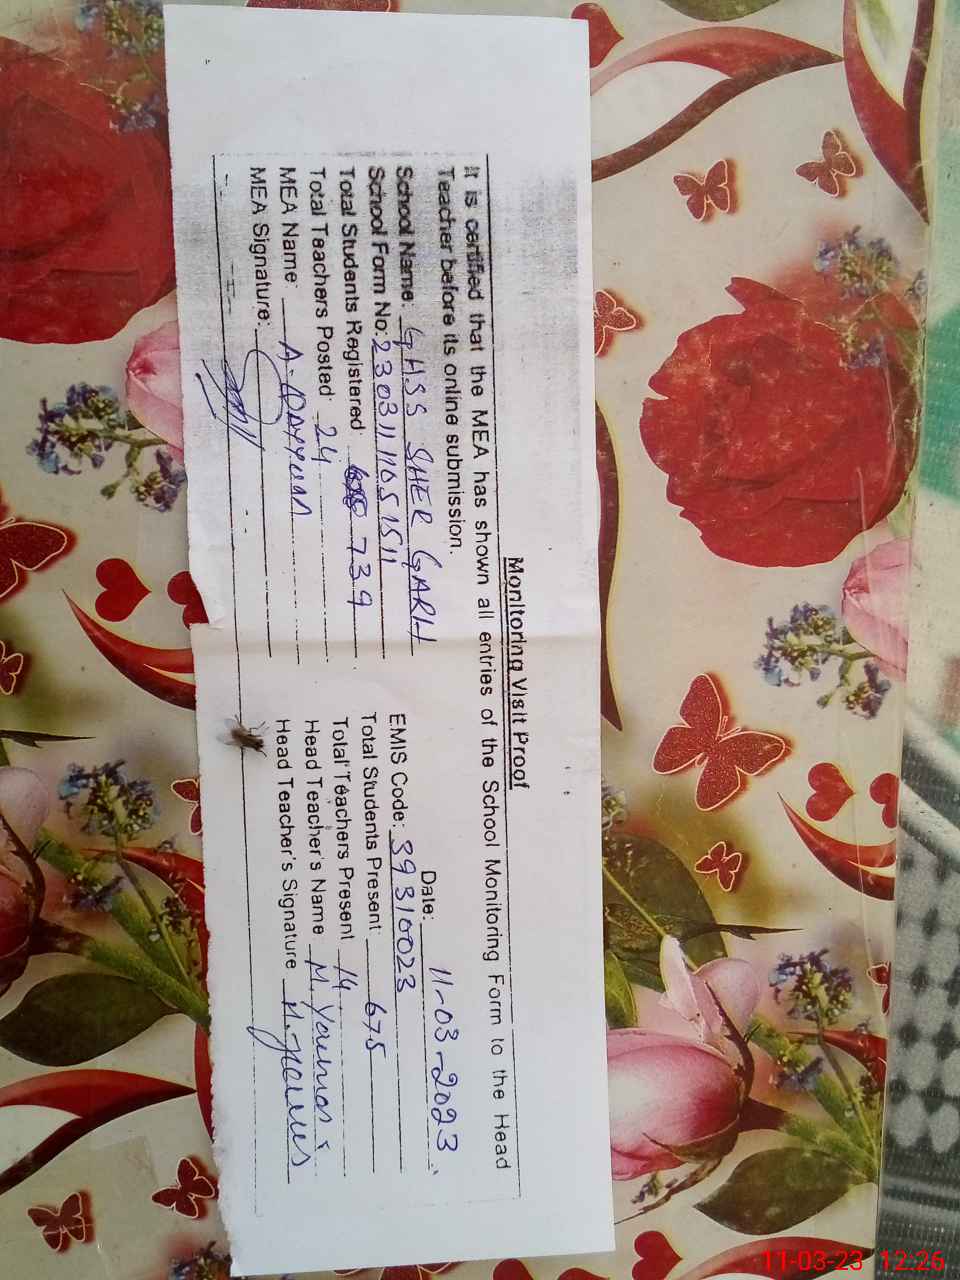 Monitoring Visit Proof
It is certified that the MEA has shown all entries of the School Monitoring Form to the Head
Teacher before its online submission.
Date: 11-03-2023
School Name: GHSS SHER GARH
EMIS Code: 39310023
School Form No: 2303111051511
Total Students Present 675
Total Students Registered 739
Total Teachers Present 14
Total Teachers Posted: 24
Head Teacher's Name M. Younas
MEA Name: A-Qayyum
Head Teacher's Signature M. Younus
MEA Signature:
11-03-23 12:26